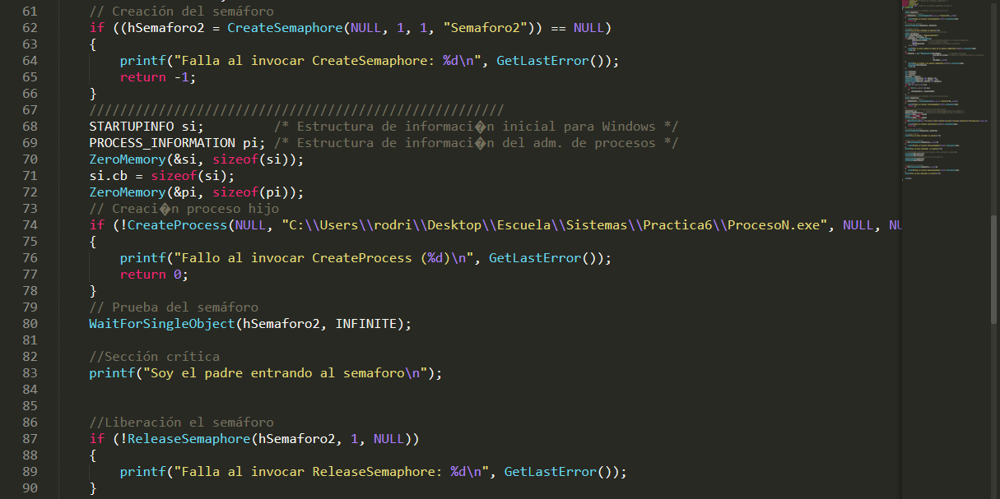 61 // Creación del semáforo
62 if ((hSemaforo2 = CreateSemaphore(NULL, 1, 1, "Semaforo2")) == NULL)
63 {
64 printf("Falla al invocar CreateSemaphore: %d\n", GetLastError());
65 return -1;
66 }
67 //////////////////////////////////////////////////////
68 STARTUPINFO si; /* Estructura de informaci�n inicial para Windows */
69 PROCESS_INFORMATION pi; /* Estructura de informaci�n del adm. de procesos */
70 ZeroMemory(&si, sizeof(si));
71 si.cb = sizeof(si);
72 ZeroMemory(&pi, sizeof(pi));
73 // Creaci�n proceso hijo
74 if (!CreateProcess(NULL, "C:\\Users\\rodri\\Desktop\\Escuela\\Sistemas\\Practica6\\ProcesoN.exe", NULL, NU
75 {
76 printf("Fallo al invocar CreateProcess (%d)\n", GetLastError());
77 return 0;
78 }
79 // Prueba del semáforo
80 WaitForSingleObject(hSemaforo2, INFINITE);
81
82 //Sección crítica
83 printf("Soy el padre entrando al semaforo\n");
84
85
86 //Liberación el semáforo
87 if (!ReleaseSemaphore(hSemaforo2, 1, NULL))
88 {
89 printf("Falla al invocar ReleaseSemaphore: %d\n", GetLastError());
90 }